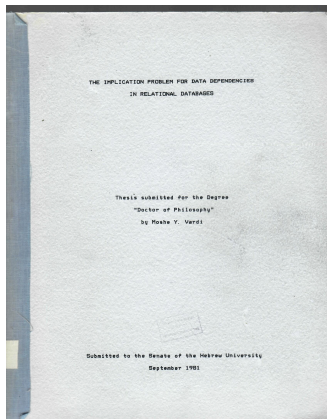 THE IMPLICATION PROBLEM FOR DATA DEPENDENCIES
IN RELATIONAL DATABASES
Thesis submitted for the Degree
"Doctor of Philosophy"
by Moshe Y. Vardi
Submitted to the Senate of the Hebrew University
September 1981